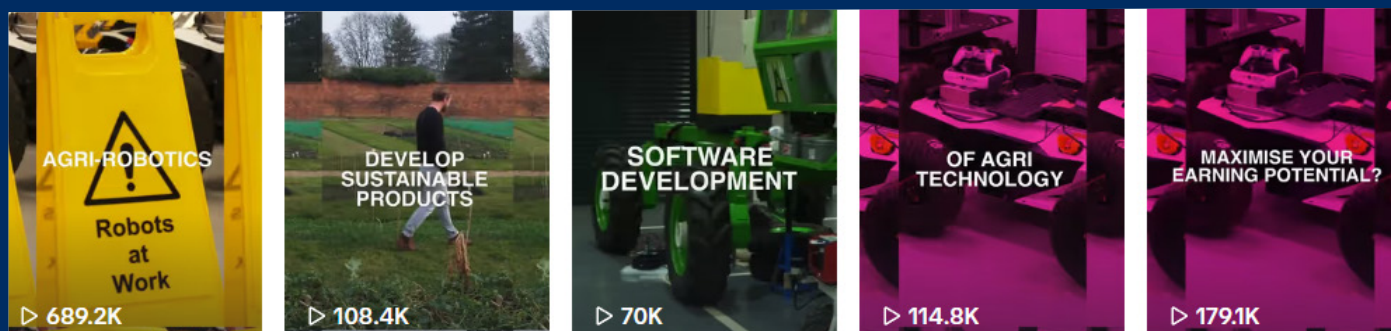 AGRI-ROBOTICS
Robots
at
Work
689.2K
DEVELOP
SUSTAINABLE
PRODUCTS
108.4K
SOFTWARE
DEVELOPMENT
70K
OF AGRI
TECHNOLOGY
114.8K
MAXIMISE YOUR
EARNING POTENTIAL?
179.1K